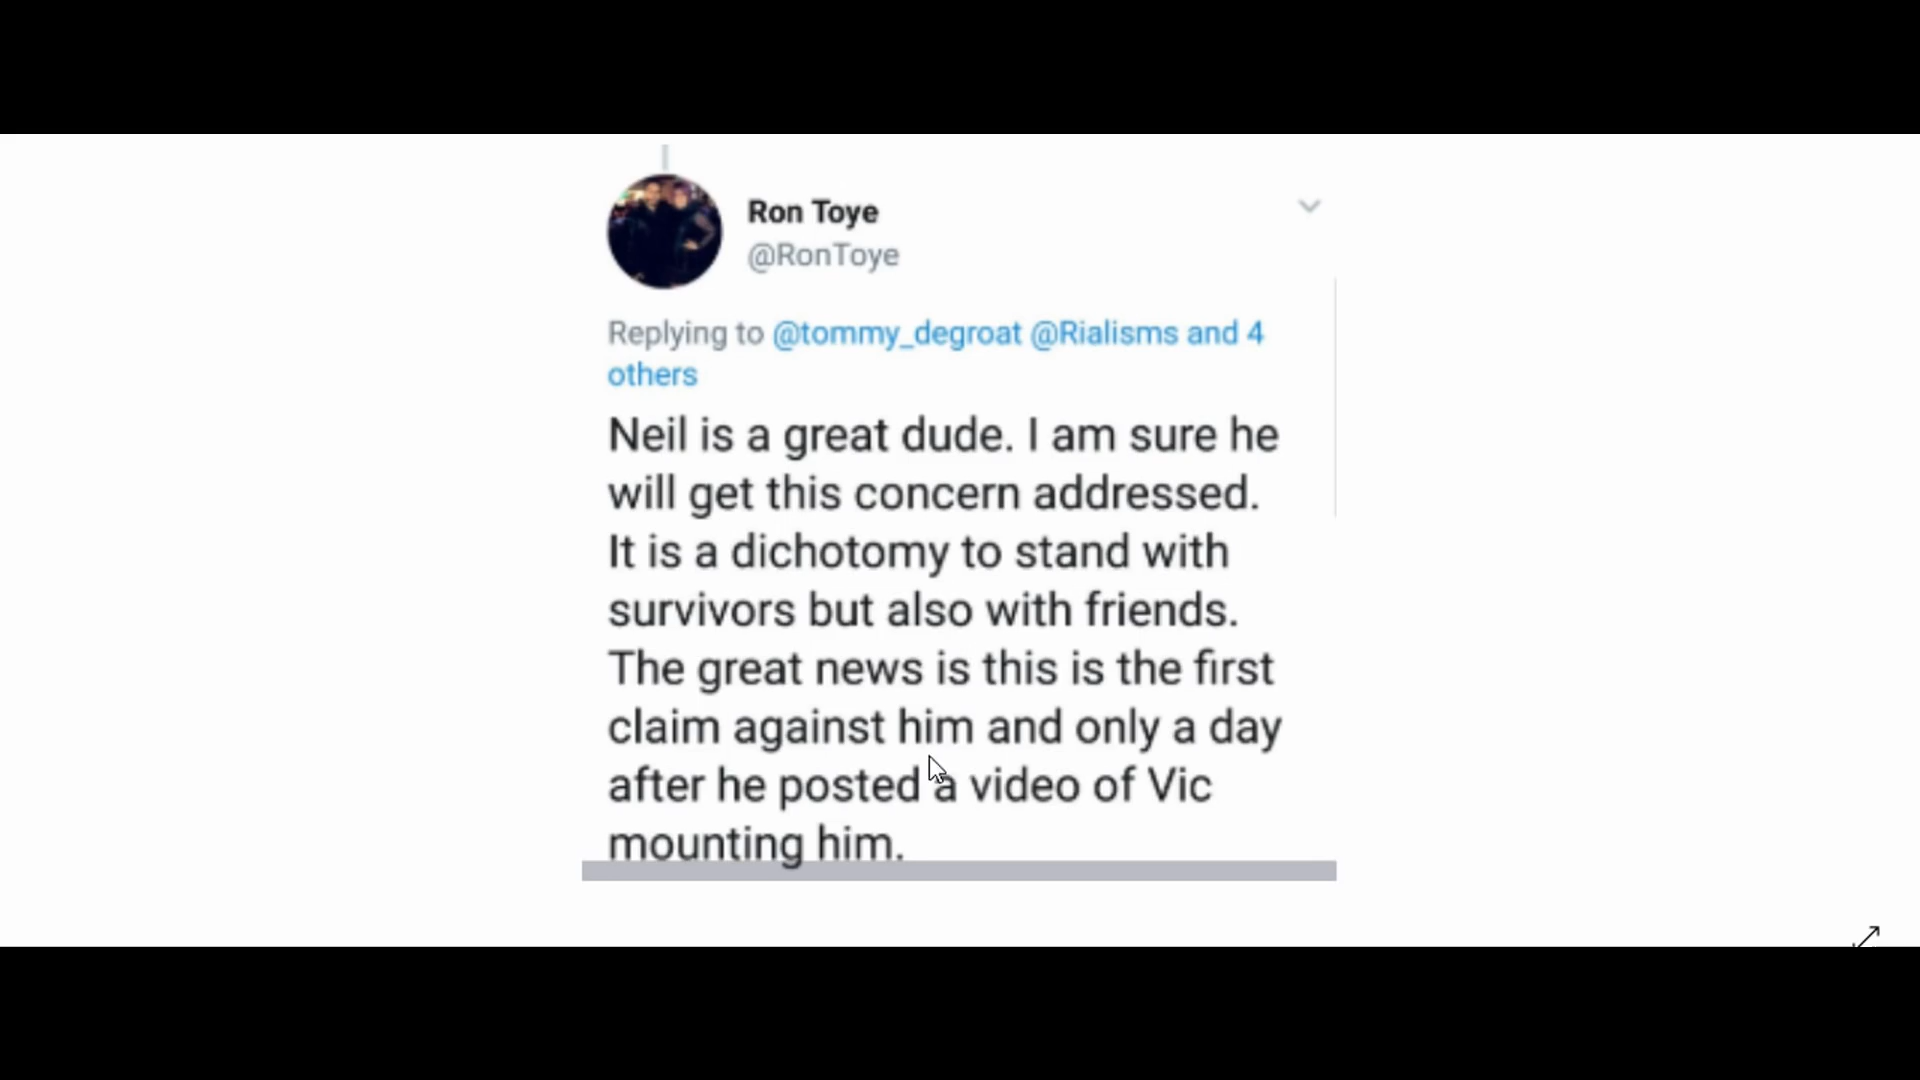 Ron Toye
@RonToye
Replying to @tommy_degroat @Rialisms and 4
others
Neil is a great dude. I am sure he
will get this concern addressed.
It is a dichotomy to stand with
survivors but also with friends.
The great news is this is the first
claim against him and only a day
after he posted a video of Vic
mounting him.